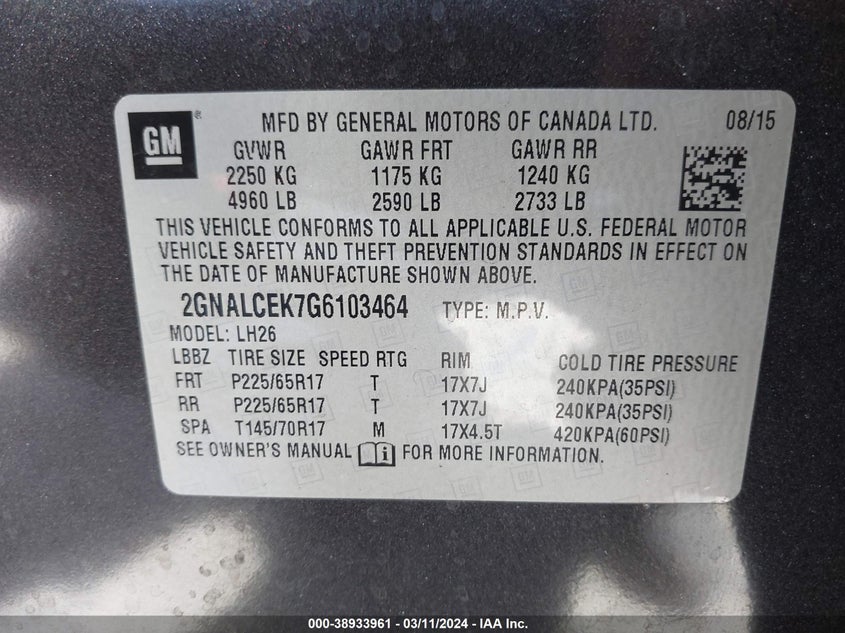 GM ®
MFD BY GENERAL MOTORS OF CANADA LTD. 08/15
GVWR GAWR FRT GAWR RR
2250 KG 1175 KG 1240 KG
4960 LB 2590 LB 2733 LB
THIS VEHICLE CONFORMS TO ALL APPLICABLE U.S. FEDERAL MOTOR
VEHICLE SAFETY AND THEFT PREVENTION STANDARDS IN EFFECT ON
THE DATE OF MANUFACTURE SHOWN ABOVE.
2GNALCEK7G6103464 TYPE: M.P.V.
MODEL: LH26
LBBZ TIRE SIZE SPEED RTG RIM COLD TIRE PRESSURE
FRT P225/65R17 T 17X7J 240KPA(35PSI)
RR P225/65R17 T 17X7J 240KPA(35PSI)
SPA T145/70R17 M 17X4.5T 420KPA(60PSI)
SEE OWNER'S MANUAL i FOR MORE INFORMATION.
000-38933961 - 03/11/2024 - IAA Inc.